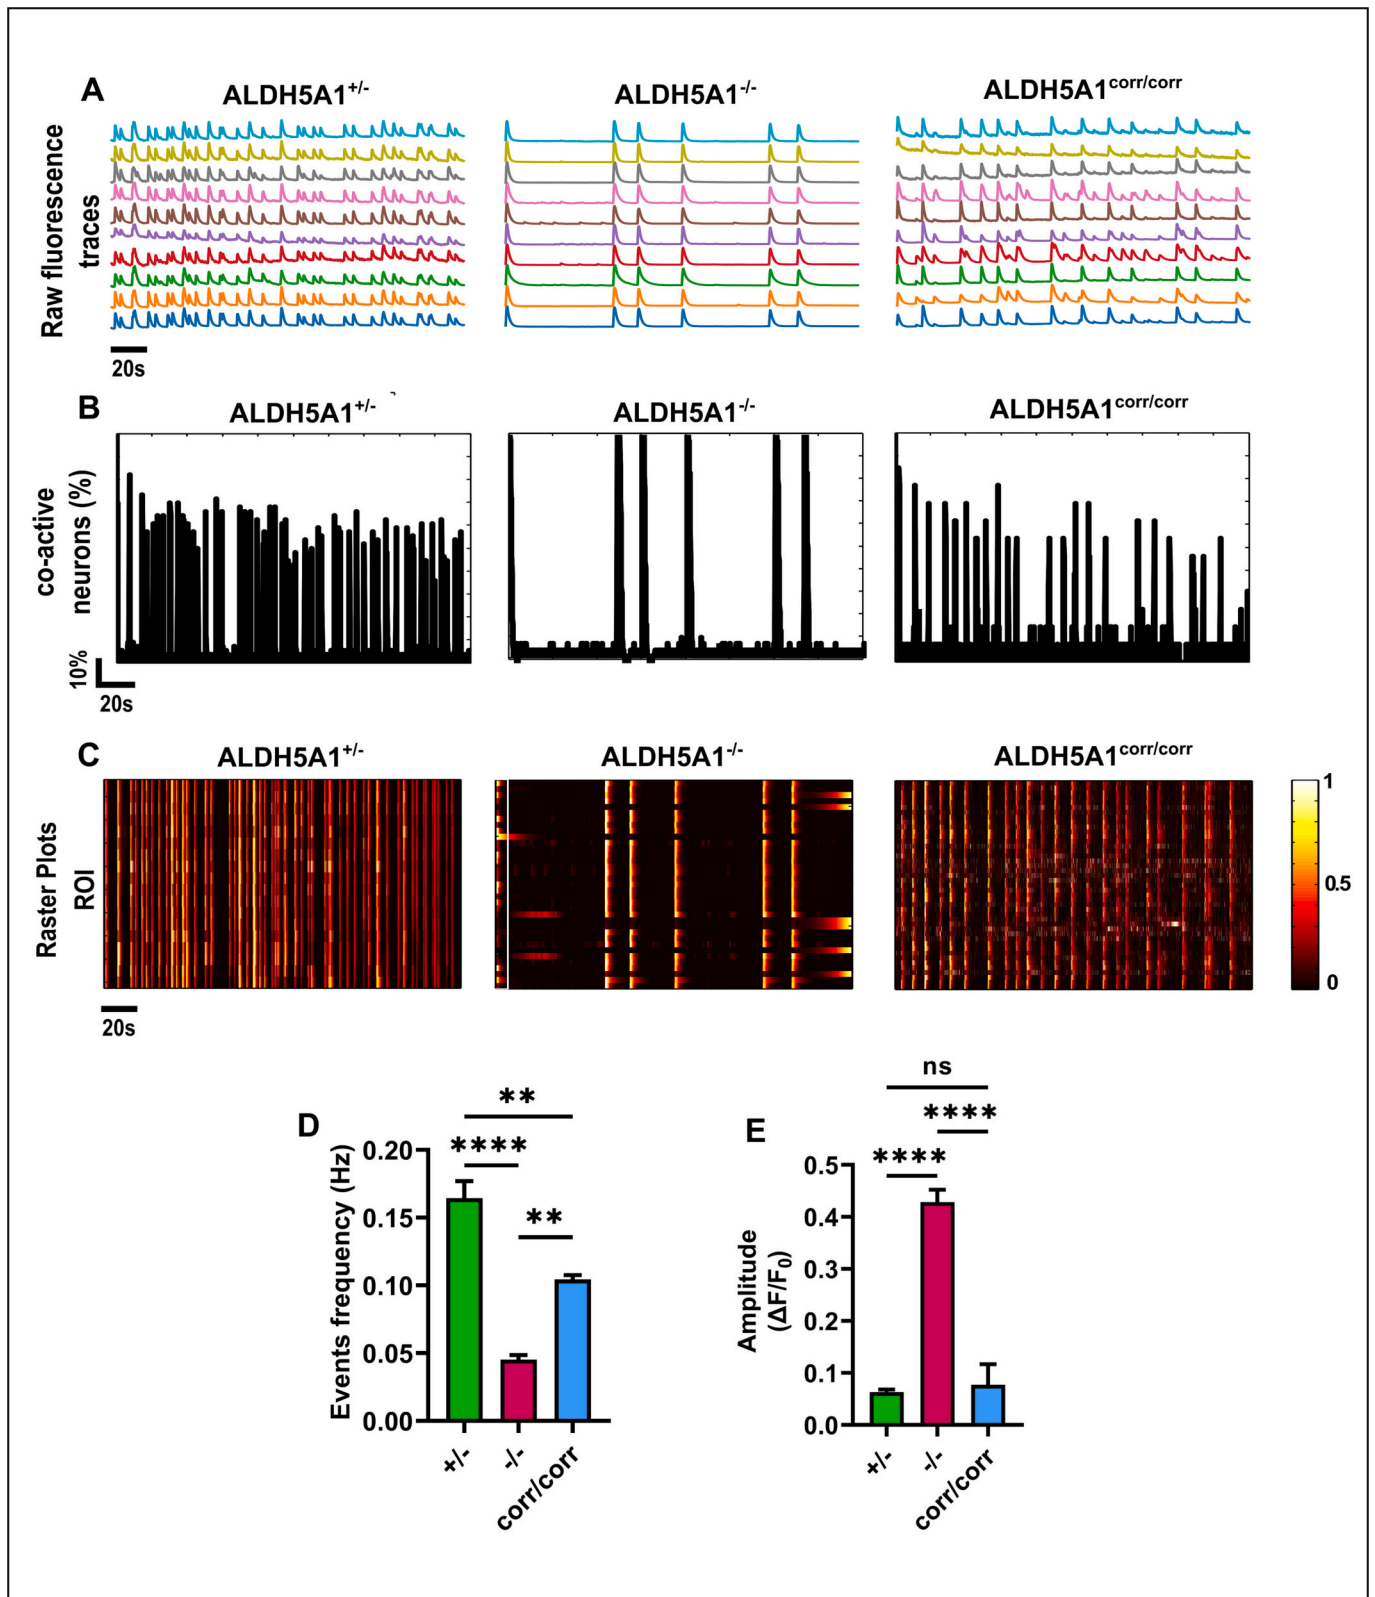 A
ALDH5A1+/-
ALDH5A1-/-
ALDH5A1corr/corr
Raw fluorescence
traces
20s
B
ALDH5A1+/-
ALDH5A1-/-
ALDH5A1corr/corr
co-active
neurons (%)
10%
20s
C
ALDH5A1+/-
ALDH5A1-/-
ALDH5A1corr/corr
Raster Plots
ROI
1
0.5
0
20s
D
**
****
**
Events frequency (Hz)
0.20
0.15
0.10
0.05
0.00
+/-
-/-
corr/corr
E
ns
****
****
Amplitude
(ΔF/F0)
0.5
0.4
0.3
0.2
0.1
0.0
+/-
-/-
corr/corr